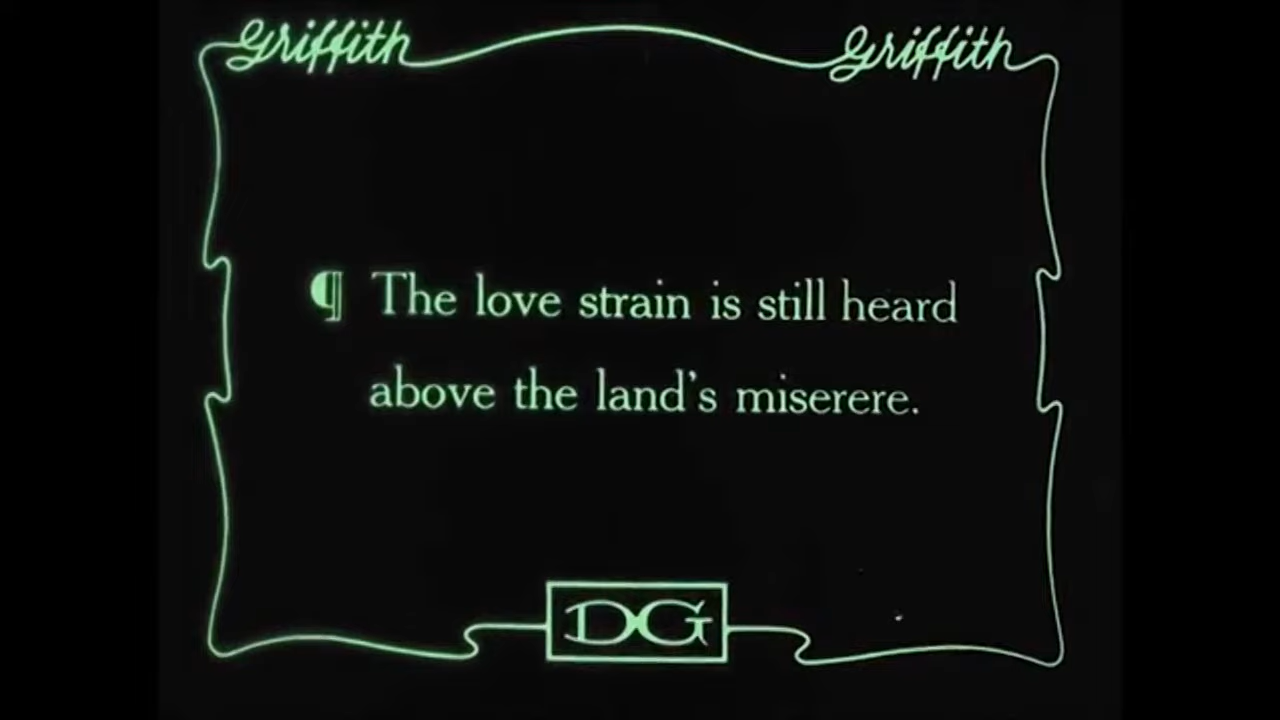 Griffith Griffith
¶ The love strain is still heard
above the land's miserere.
DG